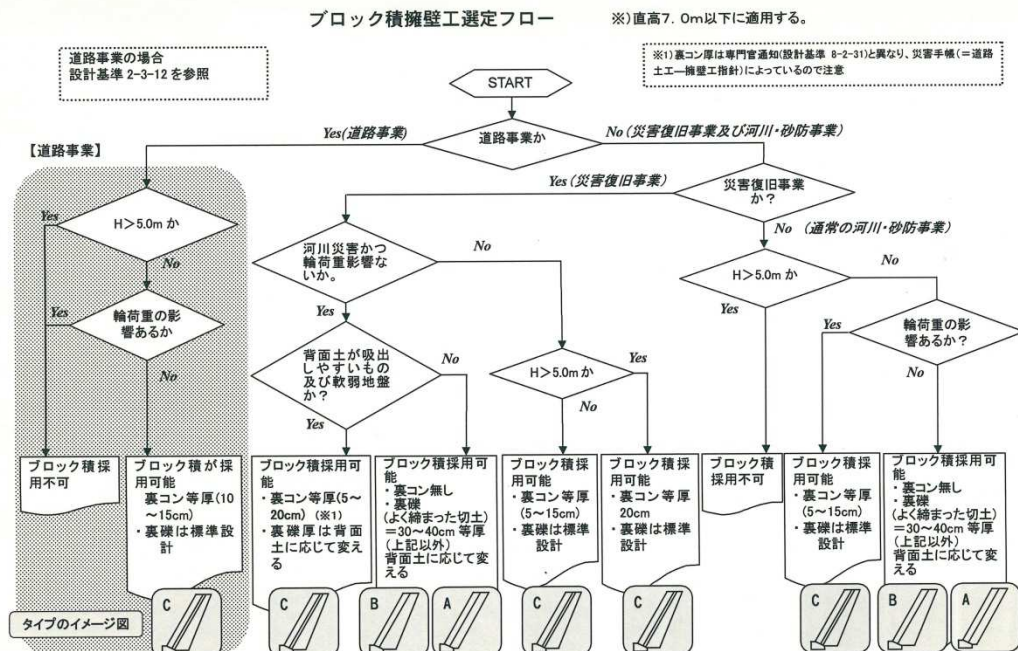 ブロック積擁壁工選定フロー
※)直高7.0m以下に適用する。
道路事業の場合
設計基準 2-3-12 を参照
※1)裏コン厚は専門官通知(設計基準 8-2-31)と異なり、災害手帳(=道路
土工―擁壁工指針)によっているので注意
START
道路事業か
Yes(道路事業)
No(災害復旧事業及び河川・砂防事業)
【道路事業】
Yes(災害復旧事業)
災害復旧事業
か?
No (通常の河川・砂防事業)
H>5.0m か
Yes
No
輪荷重の影
響あるか
Yes
No
河川災害かつ
輪荷重影響な
いか。
No
Yes
背面土が吸出
しやすいもの
及び軟弱地盤
か?
No
Yes
H>5.0m か
Yes
No
H>5.0m か
No
Yes
輪荷重の影
響あるか?
Yes
No
ブロック積採
用不可
ブロック積が採
用可能
・裏コン等厚(10
～15cm)
・裏礫は標準設
計
ブロック積採用可
能
・裏コン等厚(5～
20cm) (※1)
・裏礫厚は背面
土に応じて変え
る
ブロック積採用可
能
・裏コン無し
・裏礫
(よく締まった切土)
＝30～40cm 等厚
(上記以外)
背面土に応じて変
える
ブロック積採
用可能
・裏コン等厚
(5～15cm)
・裏礫は標準
設計
ブロック積採
用可能
・裏コン等厚
20cm
・裏礫は標準
設計
ブロック積
採用不可
ブロック積採
用可能
・裏コン等厚
(5～15cm)
・裏礫は標準
設計
ブロック積採用可
能
・裏コン無し
・裏礫
(よく締まった切土)
＝30～40cm 等厚
(上記以外)
背面土に応じて変
える
タイプのイメージ図
C
C
B
A
C
C
C
B
A